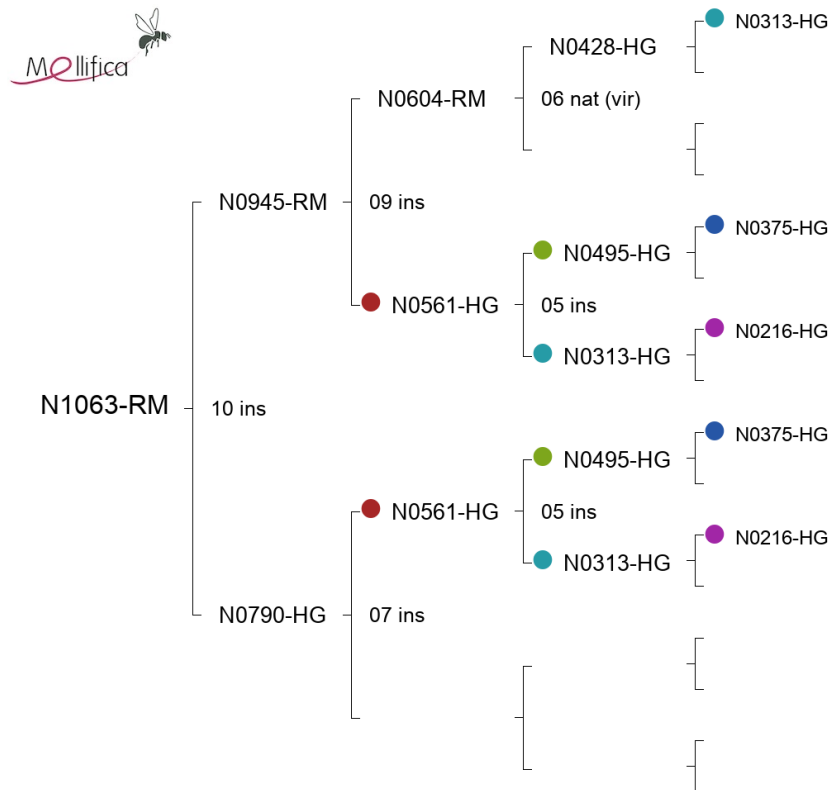 Mellifica
N0313-HG
N0428-HG
N0604-RM
06 nat (vir)
N0945-RM
09 ins
N0375-HG
N0495-HG
N0561-HG
05 ins
N0216-HG
N0313-HG
N1063-RM
10 ins
N0375-HG
N0495-HG
N0561-HG
05 ins
N0216-HG
N0313-HG
N0790-HG
07 ins